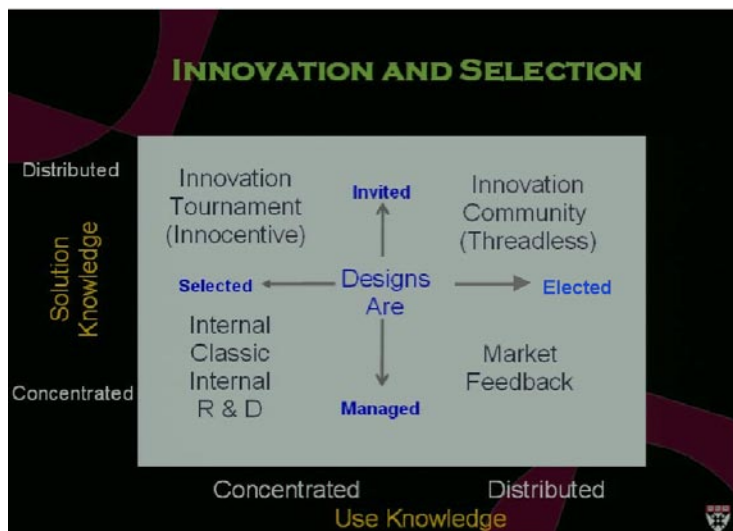 INNOVATION AND SELECTION
Distributed
Solution
Knowledge
Concentrated
Innovation
Tournament
(Innocentive)
Invited
Innovation
Community
(Threadless)
Selected
Designs
Are
Elected
Internal
Classic
Internal
R & D
Managed
Market
Feedback
Concentrated
Distributed
Use Knowledge